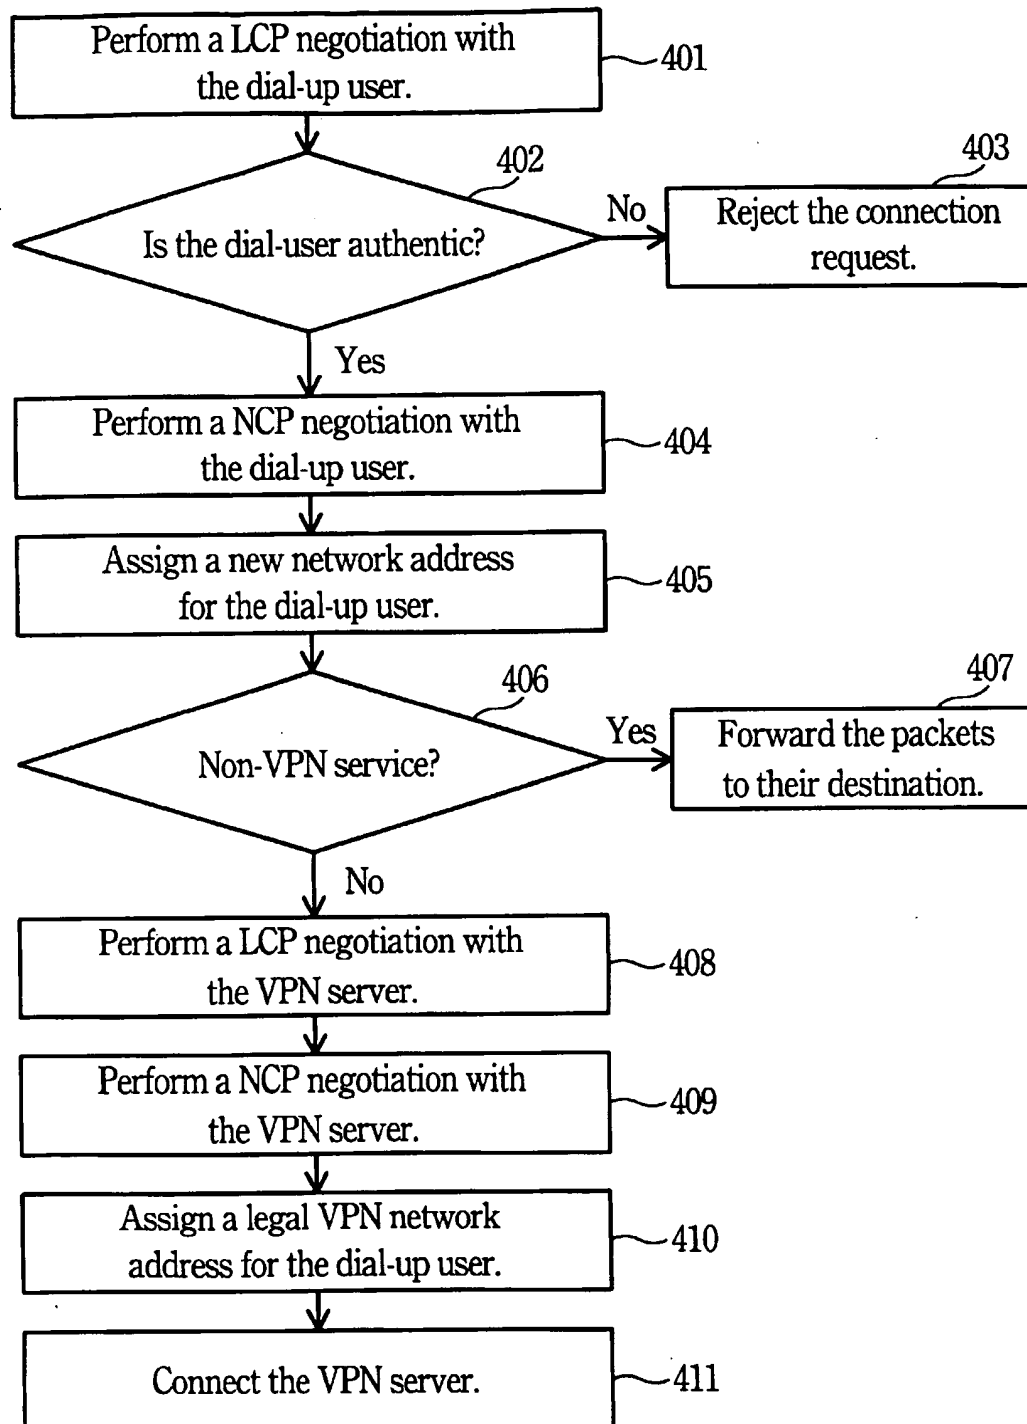 Perform a LCP negotiation with
the dial-up user.
401
402
Is the dial-user authentic?
No
403
Reject the connection
request.
Yes
Perform a NCP negotiation with
the dial-up user.
404
Assign a new network address
for the dial-up user.
405
406
Non-VPN service?
Yes
407
Forward the packets
to their destination.
No
Perform a LCP negotiation with
the VPN server.
408
Perform a NCP negotiation with
the VPN server.
409
Assign a legal VPN network
address for the dial-up user.
410
Connect the VPN server.
411